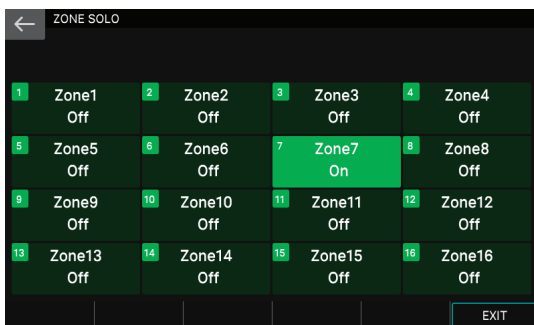 ZONE SOLO
1 Zone1 2 Zone2 3 Zone3 4 Zone4
Off Off Off Off
5 Zone5 6 Zone6 7 Zone7 8 Zone8
Off Off On Off
9 Zone9 10 Zone10 11 Zone11 12 Zone12
Off Off Off Off
13 Zone13 14 Zone14 15 Zone15 16 Zone16
Off Off Off Off
EXIT